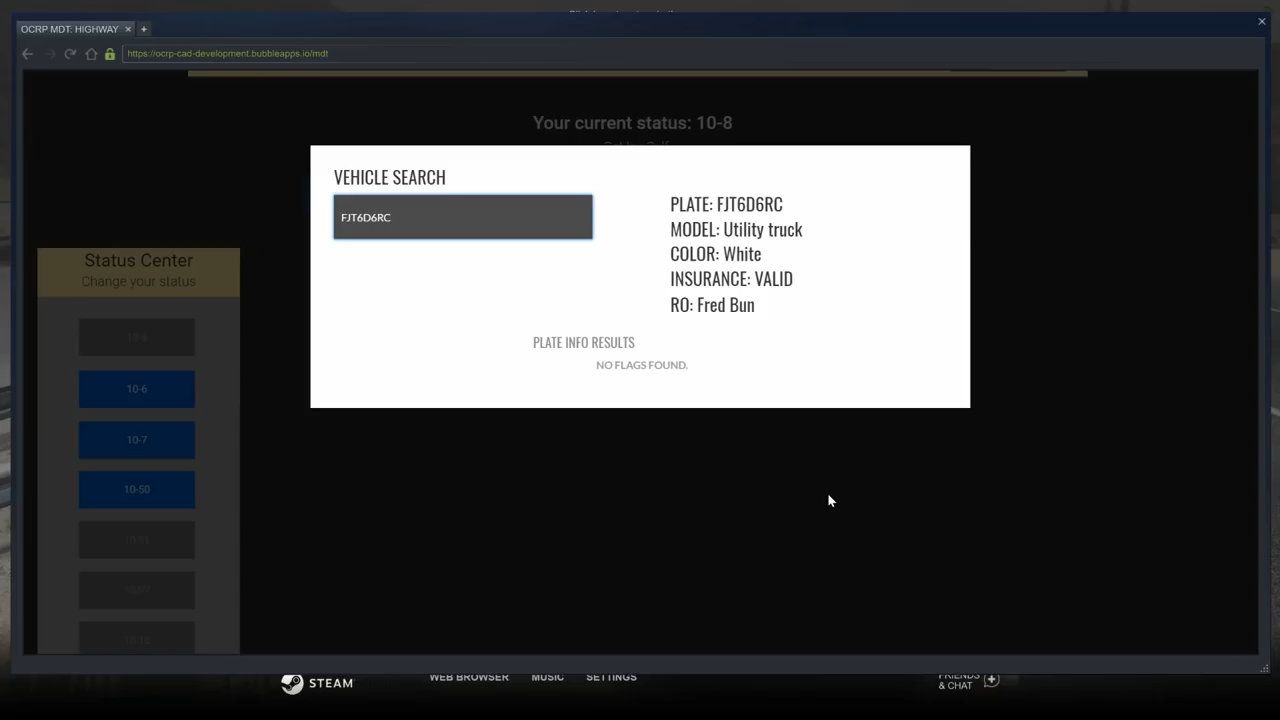 OCRP MDT: HIGHWAY
https://ocrp-cad-development.bubbleapps.io/mdt
Your current status: 10-8
VEHICLE SEARCH
FJT6D6RC
PLATE: FJT6D6RC
MODEL: Utility truck
COLOR: White
INSURANCE: VALID
RO: Fred Bun
PLATE INFO RESULTS
NO FLAGS FOUND.
Status Center
Change your status
10-8
10-6
10-7
10-50
STEAM
WEB BROWSER
MUSIC
SETTINGS
FRIENDS
& CHAT